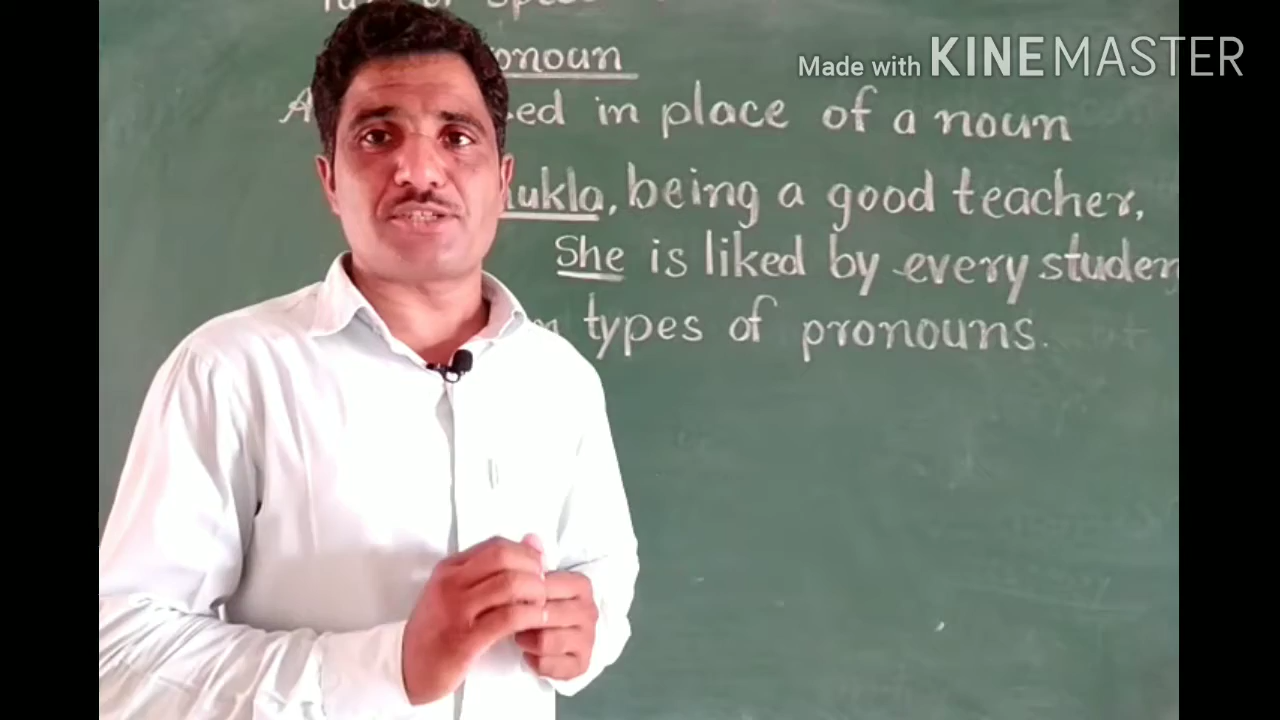 Made with KINEMASTER
onoun
A ed in place of a noun
ukla, being a good teacher,
She is liked by every studen
types of pronouns.